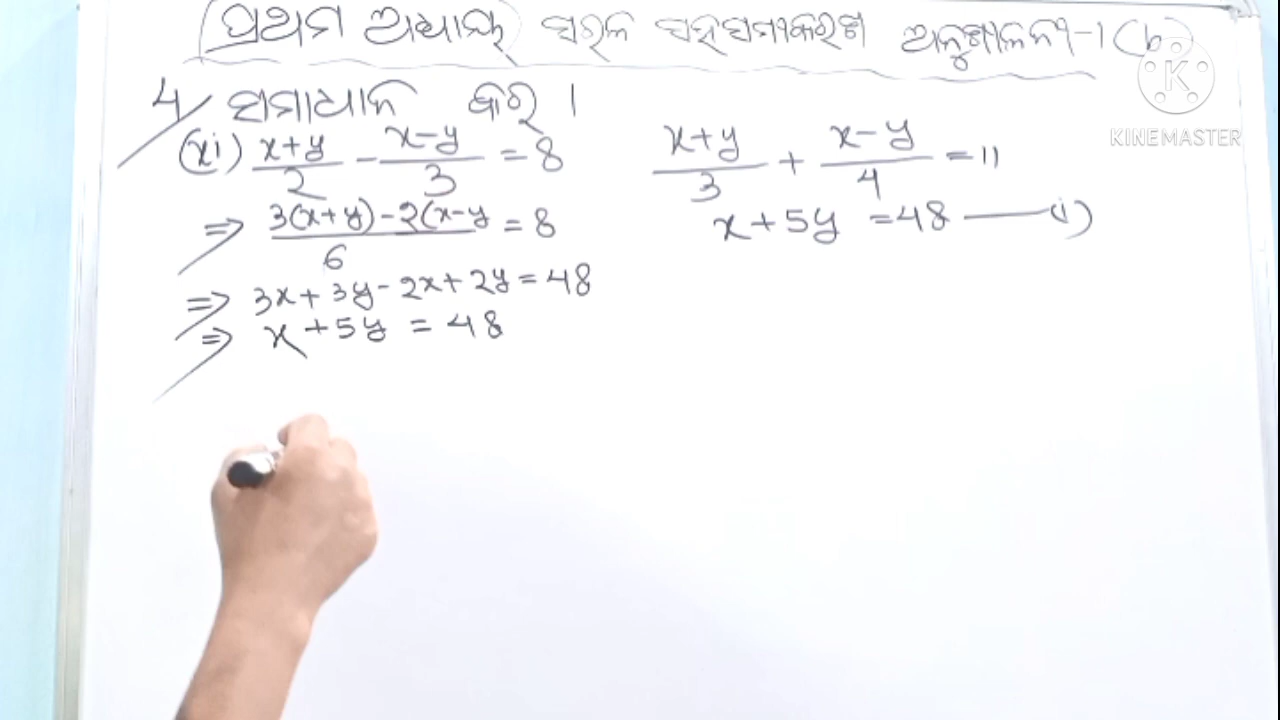 ପ୍ରଥମ ଅଧ୍ୟାୟ ସରଳ ସହସମୀକରଣ ଅନୁଶୀଳନୀ-1(b)
4/ ସମାଧାନ କର ।
(xi) (x+y)/2 - (x-y)/3 = 8 (x+y)/3 + (x-y)/4 = 11
⇒ (3(x+y)-2(x-y)/6 = 8 x+5y = 48 —(i)
⇒ 3x+3y-2x+2y=48
⇒ x+5y = 48
KINEMASTER